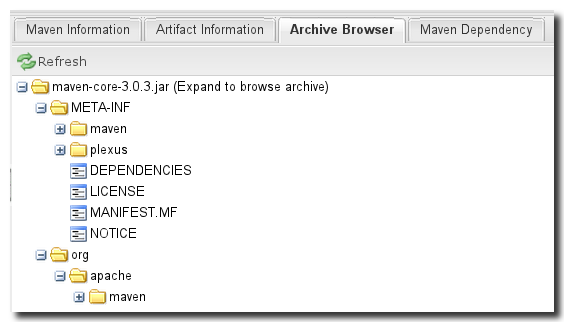 Maven Information Artifact Information Archive Browser Maven Dependency
Refresh
maven-core-3.0.3.jar (Expand to browse archive)
META-INF
maven
plexus
DEPENDENCIES
LICENSE
MANIFEST.MF
NOTICE
org
apache
maven